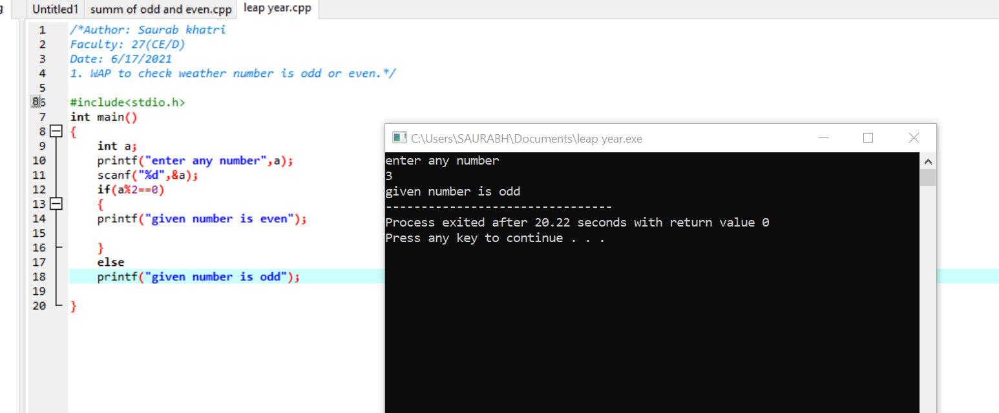 g Untitled1 summ of odd and even.cpp leap year.cpp
1 /*Author: Saurab khatri
2 Faculty: 27(CE/D)
3 Date: 6/17/2021
4 1. WAP to check weather number is odd or even.*/
5
86 #include<stdio.h>
7 int main()
8 {
9 int a;
10 printf("enter any number",a);
11 scanf("%d",&a);
12 if(a%2==0)
13 {
14 printf("given number is even");
15
16 }
17 else
18 printf("given number is odd");
19
20 }
C:\Users\SAURABH\Documents\leap year.exe
enter any number
3
given number is odd
--------------------------------
Process exited after 20.22 seconds with return value 0
Press any key to continue . . .